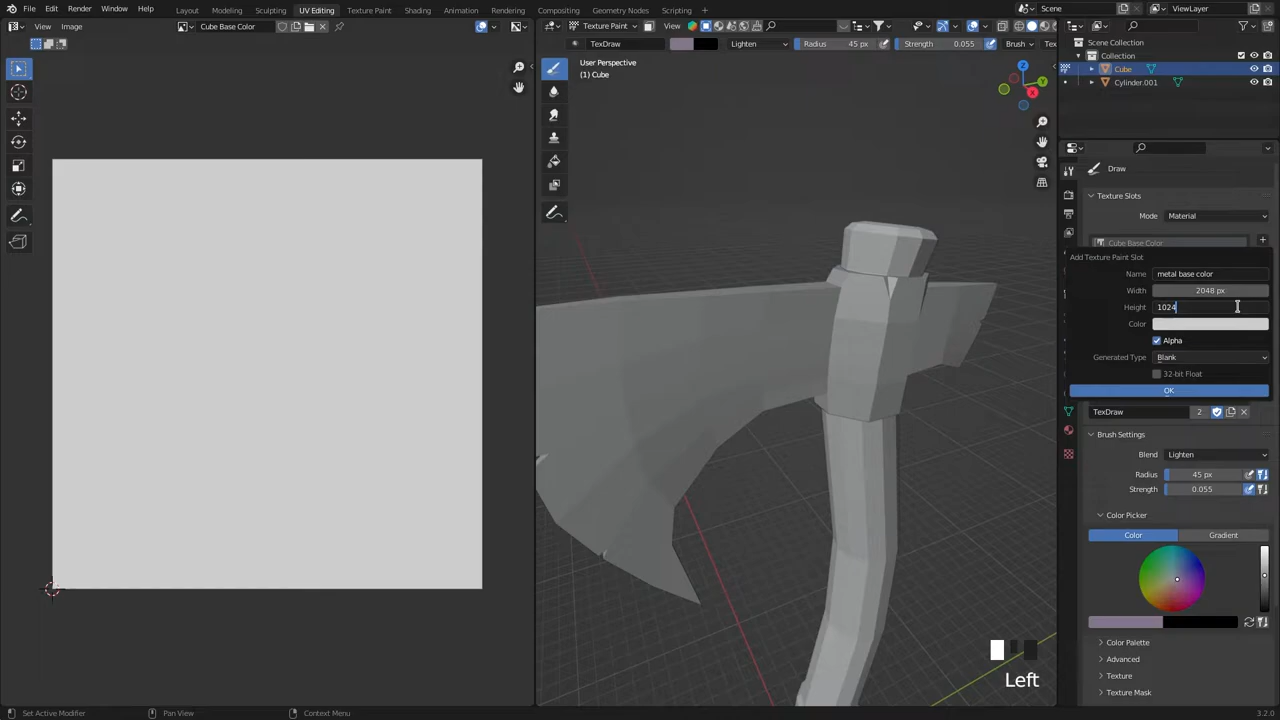 File Edit Render Window Help Layout Modeling Sculpting UV Editing Texture Paint Shading Animation Rendering Compositing Geometry Nodes Scripting Scene ViewLayer
View Image Cube Base Color Texture Paint View
TexDraw Lighten Radius 45 px Strength 0.055 Brush Tex
Scene Collection
Collection
Cube
Cylinder.001
User Perspective
(1) Cube
Z
Y
X
Draw
Texture Slots
Mode Material
Cube Base Color
Add Texture Paint Slot
Name metal base color
Width 2048 px
Height 1024
Color
Alpha
Generated Type Blank
32-bit Float
OK
TexDraw 2
Brush Settings
Blend Lighten
Radius 45 px
Strength 0.055
Color Picker
Color Gradient
Color Palette
Advanced
Texture
Texture Mask
Left
Set Active Modifier Pan View Context Menu 3.2.0